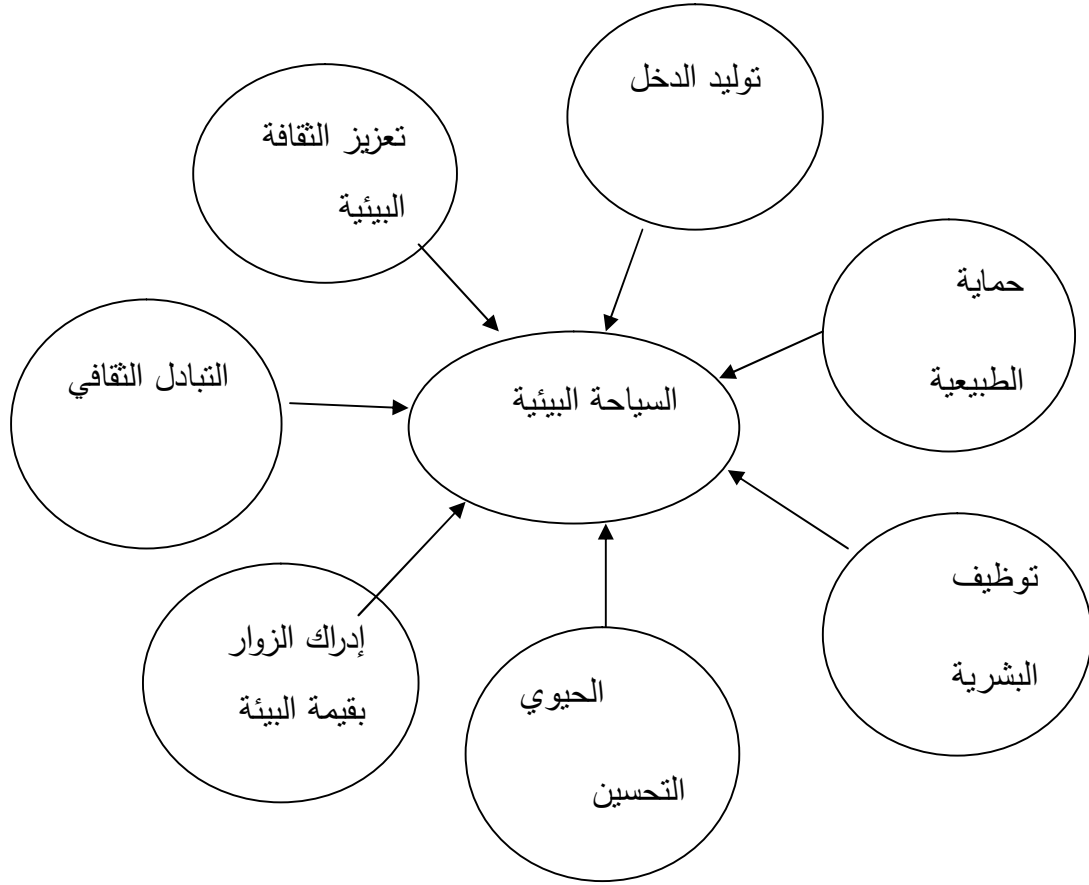 توليد الدخل
تعزيز الثقافة
البيئية
حماية
الطبيعية
التبادل الثقافي
السياحة البيئية
توظيف
البشرية
إدراك الزوار
بقيمة البيئة
الحيوي
التحسين